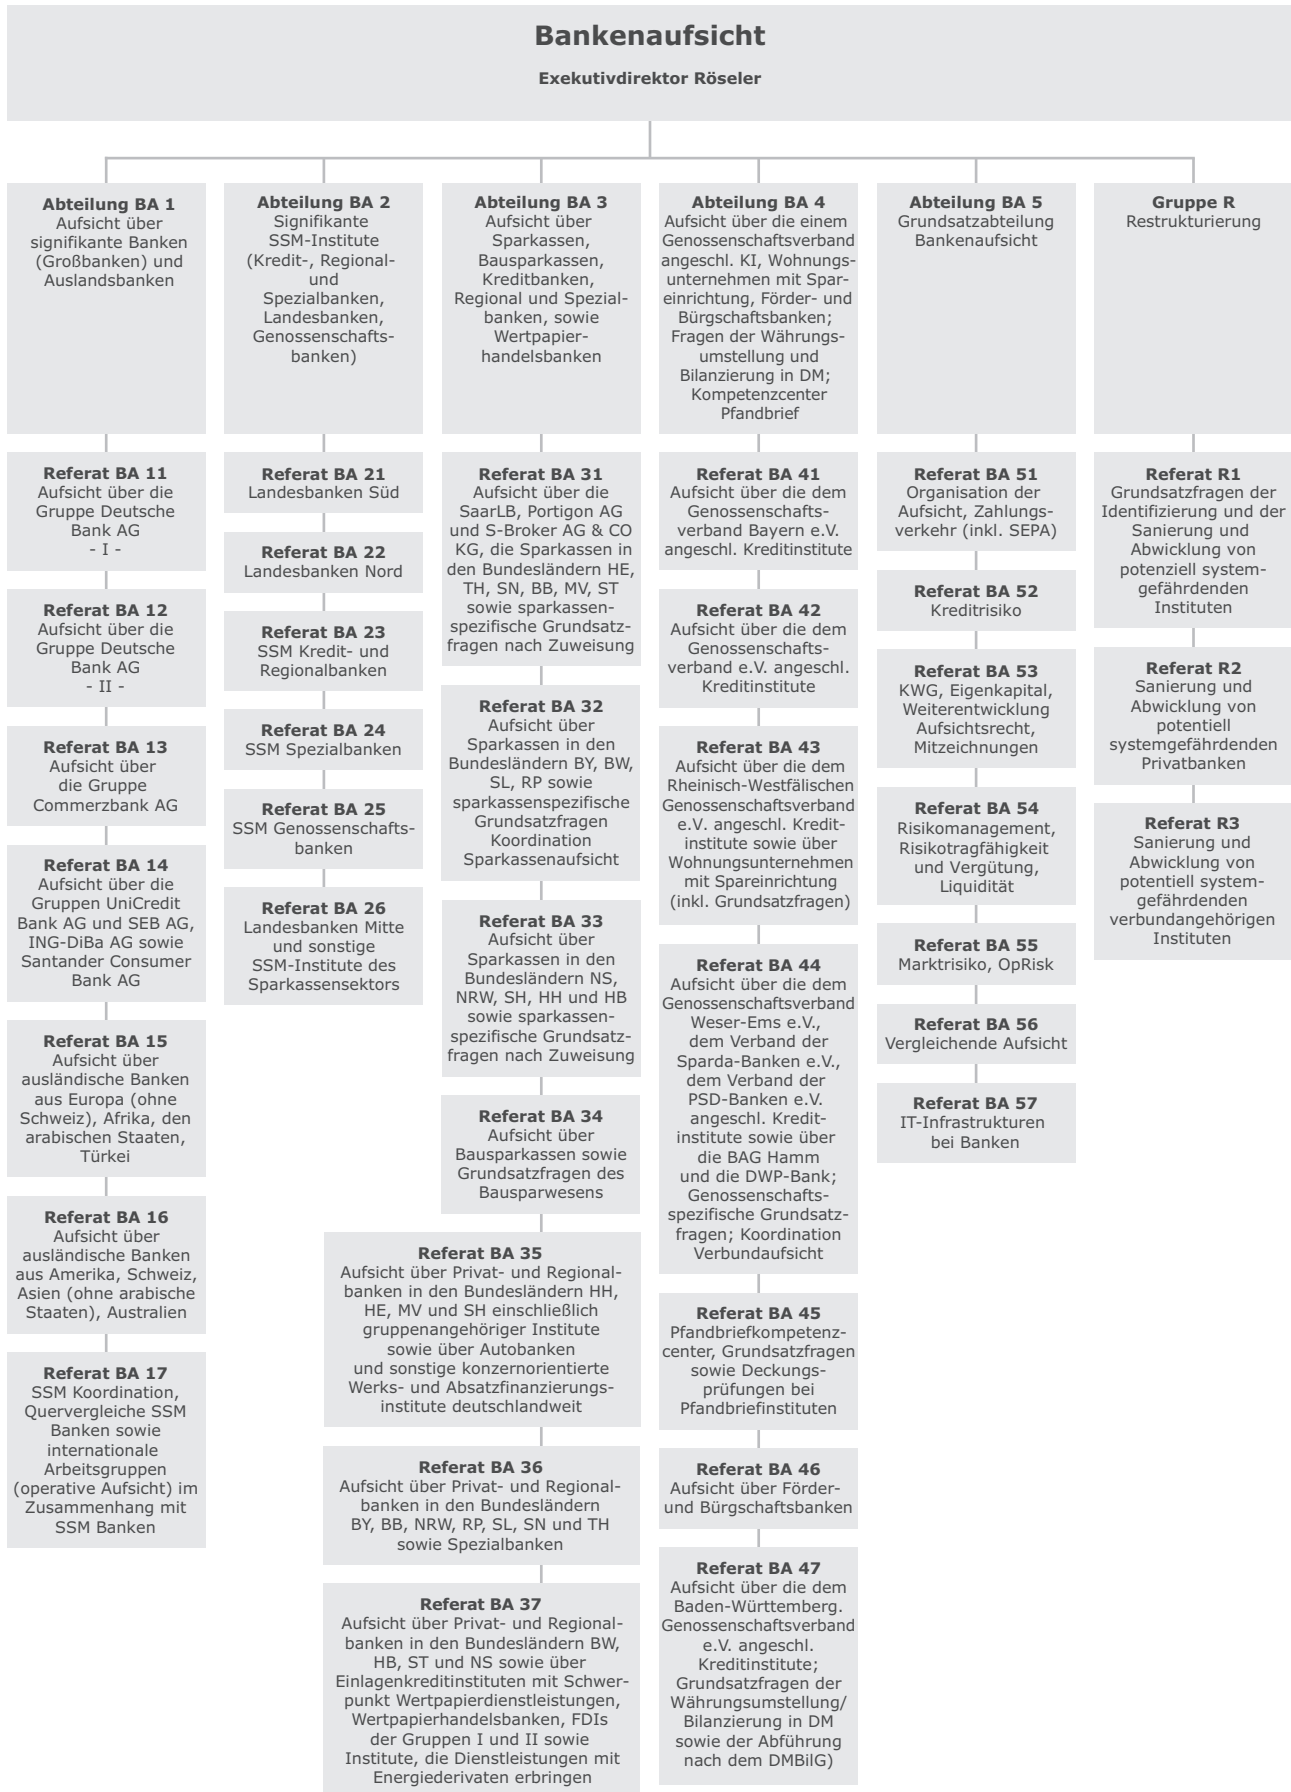 Bankenaufsicht
Exekutivdirektor Röseler
Abteilung BA 1
Aufsicht über
signifikante Banken
(Großbanken) und
Auslandsbanken
Referat BA 11
Aufsicht über die
Gruppe Deutsche
Bank AG
- I -
Referat BA 12
Aufsicht über die
Gruppe Deutsche
Bank AG
- II -
Referat BA 13
Aufsicht über
die Gruppe
Commerzbank AG
Referat BA 14
Aufsicht über die
Gruppen UniCredit
Bank AG und SEB AG,
ING-DiBa AG sowie
Santander Consumer
Bank AG
Referat BA 15
Aufsicht über
ausländische Banken
aus Europa (ohne
Schweiz), Afrika, den
arabischen Staaten,
Türkei
Referat BA 16
Aufsicht über
ausländische Banken
aus Amerika, Schweiz,
Asien (ohne arabische
Staaten), Australien
Referat BA 17
SSM Koordination,
Quervergleiche SSM
Banken sowie
internationale
Arbeitsgruppen
(operative Aufsicht) im
Zusammenhang mit
SSM Banken
Abteilung BA 2
Signifikante
SSM-Institute
(Kredit-, Regional-
und
Spezialbanken,
Landesbanken,
Genossenschafts-
banken)
Referat BA 21
Landesbanken Süd
Referat BA 22
Landesbanken Nord
Referat BA 23
SSM Kredit- und
Regionalbanken
Referat BA 24
SSM Spezialbanken
Referat BA 25
SSM Genossenschafts-
banken
Referat BA 26
Landesbanken Mitte
und sonstige
SSM-Institute des
Sparkassensektors
Abteilung BA 3
Aufsicht über
Sparkassen,
Bausparkassen,
Kreditbanken,
Regional und Spezial-
banken, sowie
Wertpapier-
handelsbanken
Referat BA 31
Aufsicht über die
SaarLB, Portigon AG
und S-Broker AG & CO
KG, die Sparkassen in
den Bundesländern HE,
TH, SN, BB, MV, ST
sowie sparkassen-
spezifische Grundsatz-
fragen nach Zuweisung
Referat BA 32
Aufsicht über
Sparkassen in den
Bundesländern BY, BW,
SL, RP sowie
sparkassenspezifische
Grundsatzfragen
Koordination
Sparkassenaufsicht
Referat BA 33
Aufsicht über
Sparkassen in den
Bundesländern NS,
NRW, SH, HH und HB
sowie sparkassen-
spezifische Grundsatz-
fragen nach Zuweisung
Referat BA 34
Aufsicht über
Bausparkassen sowie
Grundsatzfragen des
Bausparwesens
Referat BA 35
Aufsicht über Privat- und Regional-
banken in den Bundesländern HH,
HE, MV und SH einschließlich
gruppenangehöriger Institute
sowie über Autobanken
und sonstige konzernorientierte
Werks- und Absatzfinanzierungs-
institute deutschlandweit
Referat BA 36
Aufsicht über Privat- und Regional-
banken in den Bundesländern
BY, BB, NRW, RP, SL, SN und TH
sowie Spezialbanken
Referat BA 37
Aufsicht über Privat- und Regional-
banken in den Bundesländern BW,
HB, ST und NS sowie über
Einlagenkreditinstituten mit Schwer-
punkt Wertpapierdienstleistungen,
Wertpapierhandelsbanken, FDIs
der Gruppen I und II sowie
Institute, die Dienstleistungen mit
Energiederivaten erbringen
Abteilung BA 4
Aufsicht über die einem
Genossenschaftsverband
angeschl. KI, Wohnungs-
unternehmen mit Spar-
einrichtung, Förder- und
Bürgschaftsbanken;
Fragen der Währungs-
umstellung und
Bilanzierung in DM;
Kompetenzcenter
Pfandbrief
Referat BA 41
Aufsicht über die dem
Genossenschafts-
verband Bayern e.V.
angeschl. Kreditinstitute
Referat BA 42
Aufsicht über die dem
Genossenschafts-
verband e.V. angeschl.
Kreditinstitute
Referat BA 43
Aufsicht über die dem
Rheinisch-Westfälischen
Genossenschaftsverband
e.V. angeschl. Kredit-
institute sowie über
Wohnungsunternehmen
mit Spareinrichtung
(inkl. Grundsatzfragen)
Referat BA 44
Aufsicht über die dem
Genossenschaftsverband
Weser-Ems e.V.,
dem Verband der
Sparda-Banken e.V.,
dem Verband der
PSD-Banken e.V.
angeschl. Kredit-
institute sowie über
die BAG Hamm
und die DWP-Bank;
Genossenschafts-
spezifische Grundsatz-
fragen; Koordination
Verbundaufsicht
Referat BA 45
Pfandbriefkompetenz-
center, Grundsatzfragen
sowie Deckungs-
prüfungen bei
Pfandbriefinstituten
Referat BA 46
Aufsicht über Förder-
und Bürgschaftsbanken
Referat BA 47
Aufsicht über die dem
Baden-Württemberg.
Genossenschaftsverband
e.V. angeschl.
Kreditinstitute;
Grundsatzfragen der
Währungsumstellung/
Bilanzierung in DM
sowie der Abführung
nach dem DMBilG)
Abteilung BA 5
Grundsatzabteilung
Bankenaufsicht
Referat BA 51
Organisation der
Aufsicht, Zahlungs-
verkehr (inkl. SEPA)
Referat BA 52
Kreditrisiko
Referat BA 53
KWG, Eigenkapital,
Weiterentwicklung
Aufsichtsrecht,
Mitzeichnungen
Referat BA 54
Risikomanagement,
Risikotragfähigkeit
und Vergütung,
Liquidität
Referat BA 55
Marktrisiko, OpRisk
Referat BA 56
Vergleichende Aufsicht
Referat BA 57
IT-Infrastrukturen
bei Banken
Gruppe R
Restrukturierung
Referat R1
Grundsatzfragen der
Identifizierung und der
Sanierung und
Abwicklung von
potenziell system-
gefährdenden
Instituten
Referat R2
Sanierung und
Abwicklung von
potentiell
systemgefährdenden
Privatbanken
Referat R3
Sanierung und
Abwicklung von
potentiell system-
gefährdenden
verbundangehörigen
Instituten